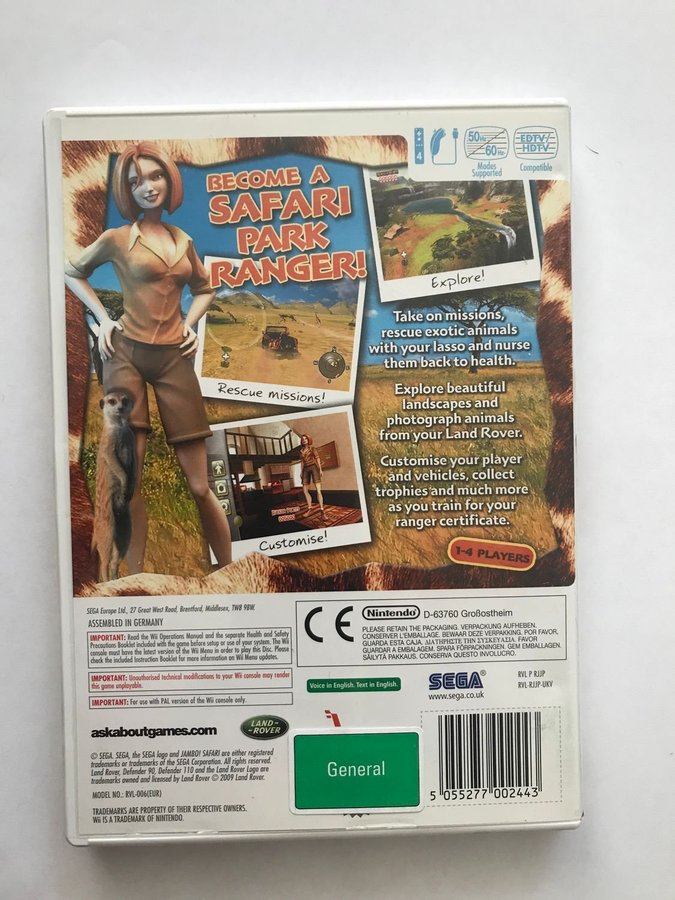 BECOME A
SAFARI
PARK
RANGER!
4
50Hz
60Hz
Modes
Supported
EDTV/
HDTV
Compatible
Explore!
Rescue missions!
Customise!
Take on missions,
rescue exotic animals
with your lasso and nurse
them back to health.
Explore beautiful
landscapes and
photograph animals
from your Land Rover.
Customise your player
and vehicles, collect
trophies and much more
as you train for your
ranger certificate.
1-4 PLAYERS
SEGA Europe Ltd., 27 Great West Road, Brentford, Middlesex, TW8 9BW.
ASSEMBLED IN GERMANY
IMPORTANT: Read the Wii Operations Manual and the separate Health and Safety
Precautions Booklet included with the game before setup or use of your system. The Wii
console must have the latest version of the Wii Menu in order to play this Disc. Please
check the included Instruction Booklet for more information on Wii Menu updates.
IMPORTANT: Unauthorised technical modifications to your Wii console may render
this game unplayable.
IMPORTANT: For use with PAL version of the Wii console only.
CE
Nintendo
D-63760 Großostheim
PLEASE RETAIN THE PACKAGING. VERPACKUNG AUFHEBEN.
CONSERVER L'EMBALLAGE. BEWAAR DEZE VERPAKKING. POR FAVOR,
GUARDA ESTA CAJA. ΔΙΑΤΗΡΗΣΤΕ ΤΗΝ ΣΥΣΚΕΥΑΣΙΑ. FAVOR
GUARDAR A EMBALAGEM. SPARA FÖRPACKNINGEN. GEM EMBALLAGEN.
SÄILYTÄ PAKKAUS. CONSERVA QUESTO INVOLUCRO.
Voice in English. Text in English.
SEGA®
www.sega.co.uk
RVL P RJJP
RVL-RJJP-UKV
askaboutgames.com
LAND-
ROVER
© SEGA. SEGA, the SEGA logo and JAMBO! SAFARI are either registered
trademarks or trademarks of the SEGA Corporation. All rights reserved.
Land Rover, Defender 90, Defender 110 and the Land Rover Logo are
trademarks owned and licensed by Land Rover © 2009 Land Rover.
MODEL NO.: RVL-006(EUR)
TRADEMARKS ARE PROPERTY OF THEIR RESPECTIVE OWNERS.
Wii IS A TRADEMARK OF NINTENDO.
General
5 055277 002443